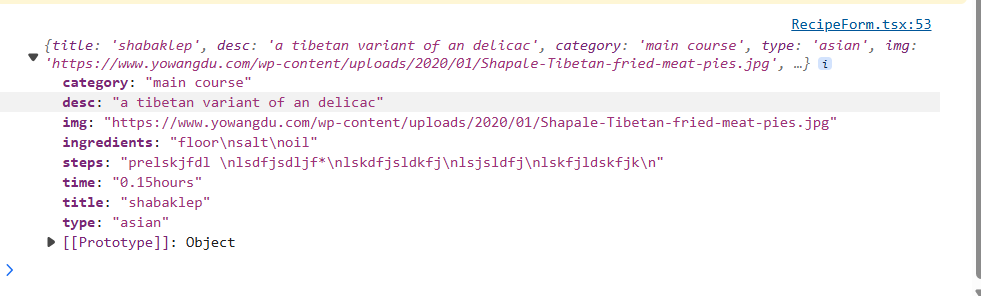 RecipeForm.tsx:53
{title: 'shabaklep', desc: 'a tibetan variant of an delicac', category: 'main course', type: 'asian', img:
'https://www.yowangdu.com/wp-content/uploads/2020/01/Shapale-Tibetan-fried-meat-pies.jpg', …} i
category: "main course"
desc: "a tibetan variant of an delicac"
img: "https://www.yowangdu.com/wp-content/uploads/2020/01/Shapale-Tibetan-fried-meat-pies.jpg"
ingredients: "floor\nsalt\noil"
steps: "prelskjfdl \nlsdfjsdljf*\nlskdfjsldkfj\nlsjsldfj\nlskfjldskfjk\n"
time: "0.15hours"
title: "shabaklep"
type: "asian"
[[Prototype]]: Object